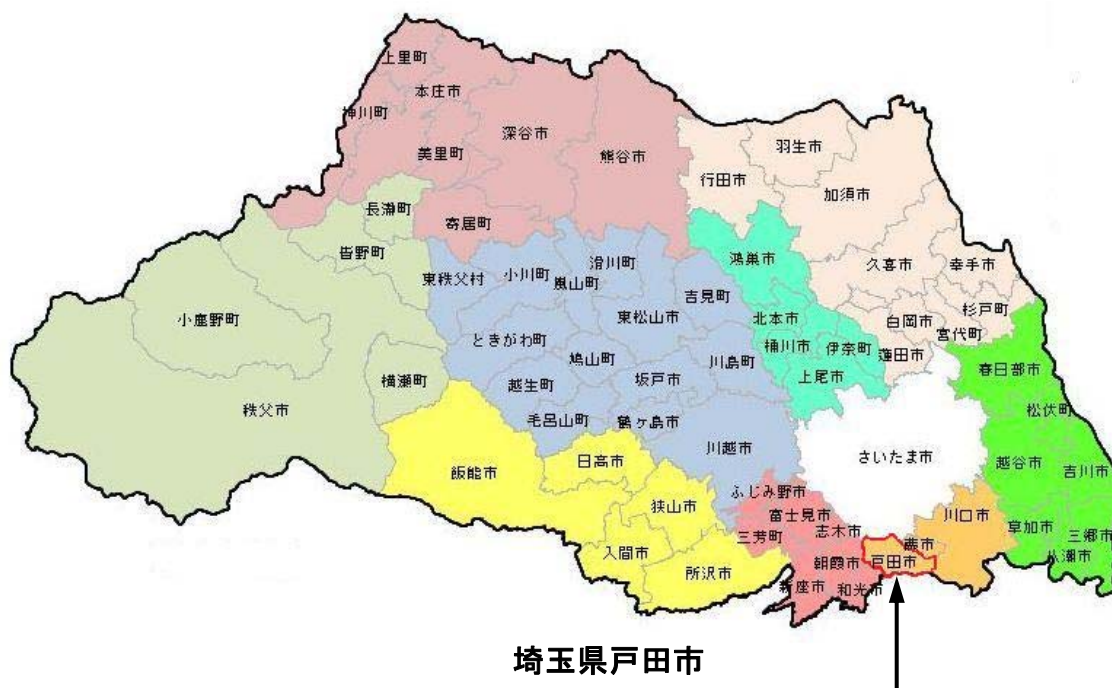 上里町
本庄市
神川町
美里町
深谷市
熊谷市
寄居町
長瀞町
皆野町
小鹿野町
秩父市
横瀬町
東秩父村
小川町
嵐山町
滑川町
吉見町
東松山市
ときがわ町
鳩山町
川島町
越生町
坂戸市
毛呂山町
鶴ヶ島市
川越市
行田市
羽生市
加須市
久喜市
幸手市
杉戸町
白岡市
宮代町
蓮田市
鴻巣市
北本市
桶川市
伊奈町
上尾市
さいたま市
春日部市
松伏町
越谷市
吉川市
草加市
三郷市
八潮市
川口市
蕨市
戸田市
飯能市
日高市
狭山市
入間市
所沢市
ふじみ野市
富士見市
三芳町
志木市
朝霞市
新座市
和光市
埼玉県戸田市